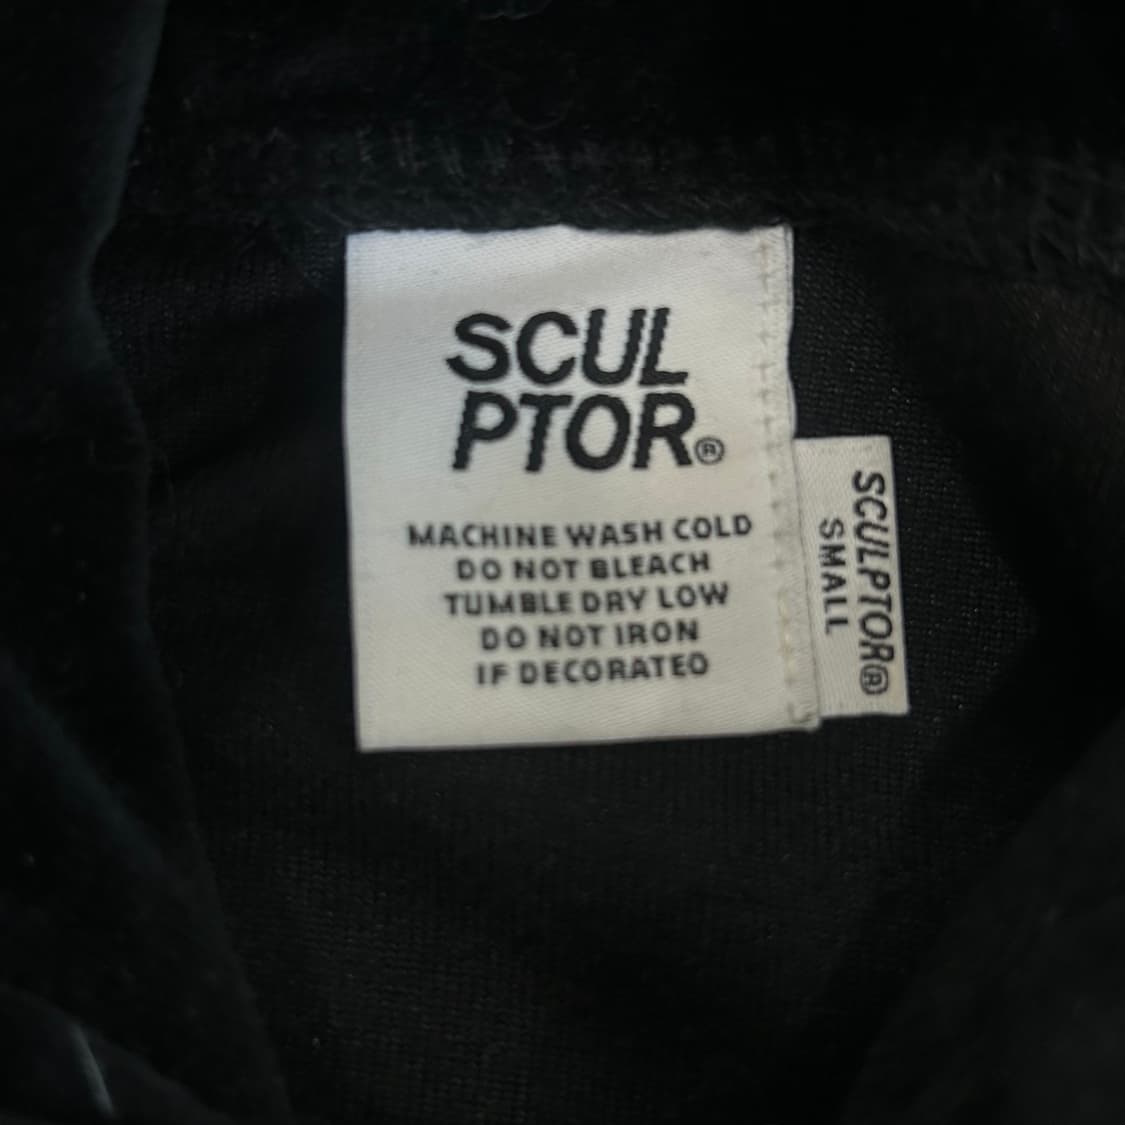 SCUL
PTOR®
MACHINE WASH COLD
DO NOT BLEACH
TUMBLE DRY LOW
DO NOT IRON
IF DECORATED
SCULPTOR®
SMALL